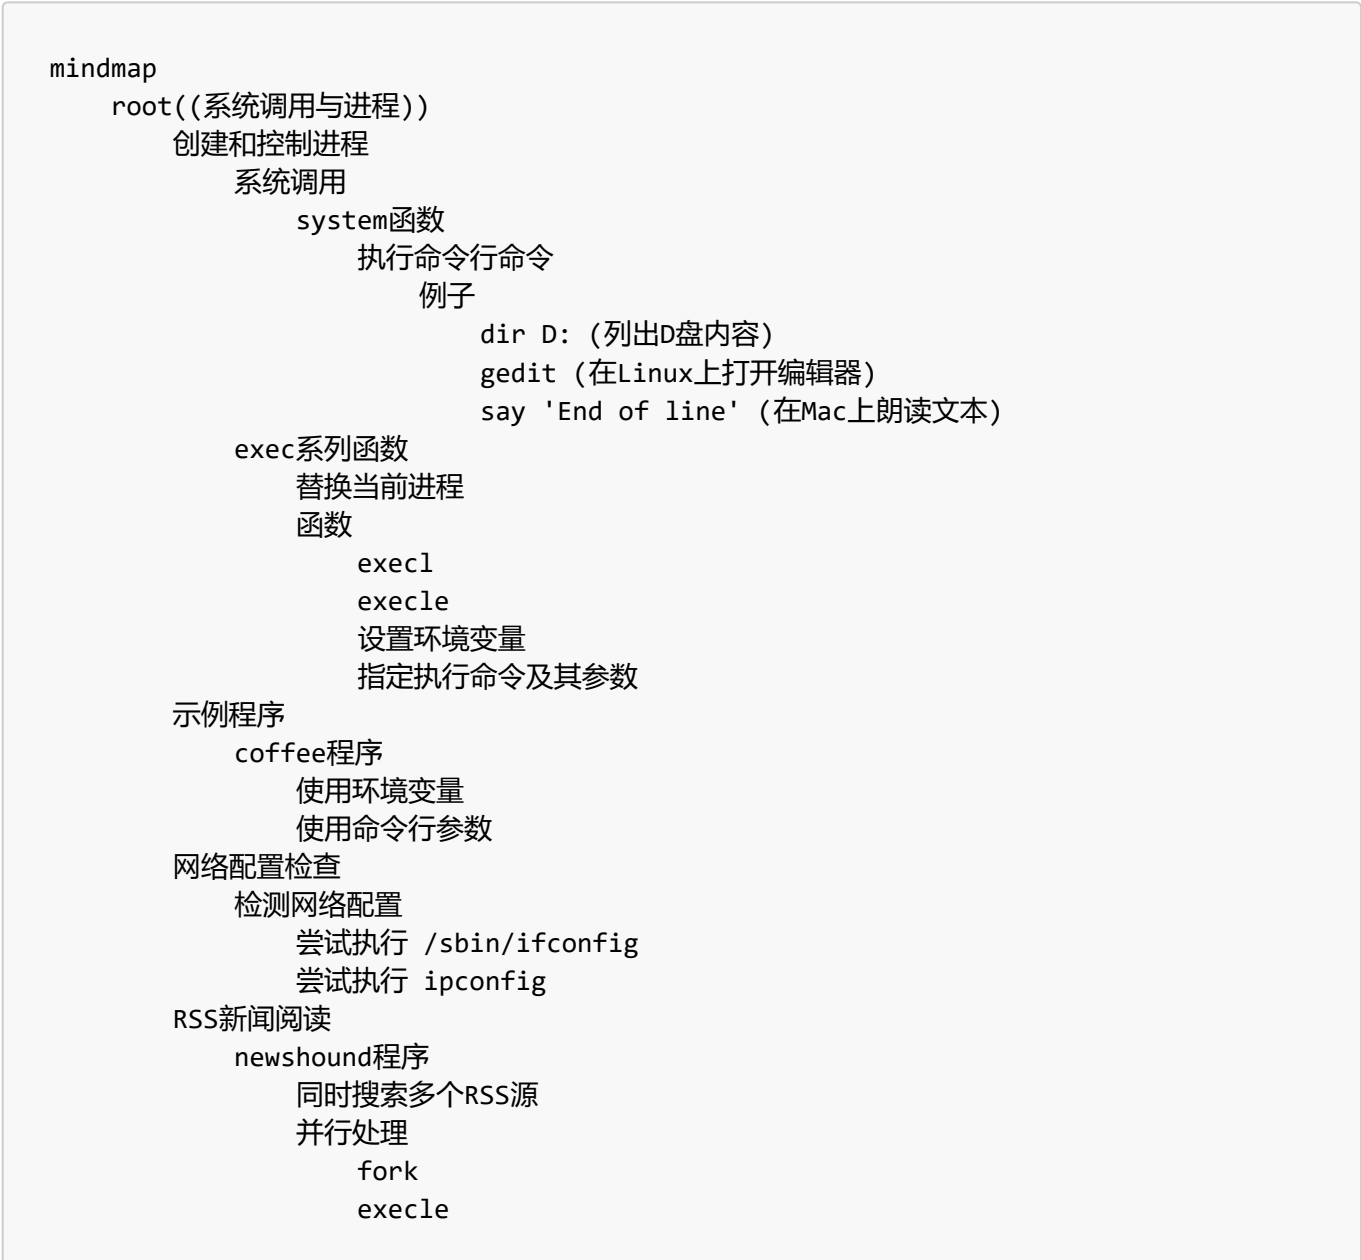 mindmap
    root((系统调用与进程))
        创建和控制进程
            系统调用
                system函数
                    执行命令行命令
                        例子
                            dir D: (列出D盘内容)
                            gedit (在Linux上打开编辑器)
                            say 'End of line' (在Mac上朗读文本)
            exec系列函数
                替换当前进程
                函数
                    execl
                    execle
                    设置环境变量
                    指定执行命令及其参数
        示例程序
            coffee程序
                使用环境变量
                使用命令行参数
        网络配置检查
            检测网络配置
                尝试执行 /sbin/ifconfig
                尝试执行 ipconfig
        RSS新闻阅读
            newshound程序
                同时搜索多个RSS源
                并行处理
                    fork
                    execle